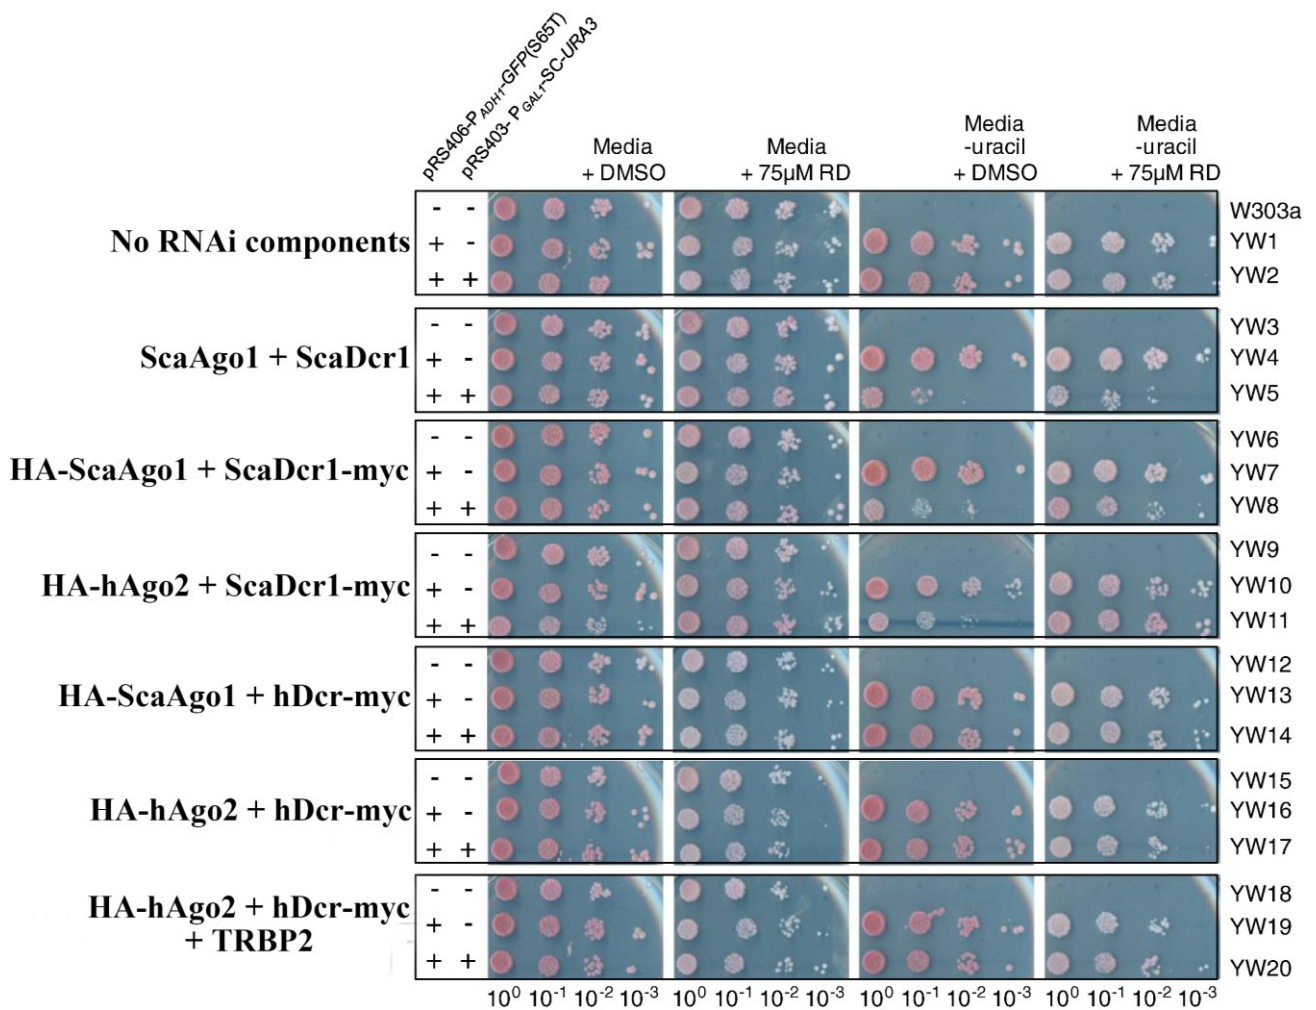 pRS406-PADH1-GFP(S65T)
pRS403- PGAL1-SC-URA3
Media
+ DMSO
Media
+ 75µM RD
Media
-uracil
+ DMSO
Media
-uracil
+ 75µM RD
No RNAi components
- - W303a
+ - YW1
+ + YW2
ScaAgo1 + ScaDcr1
- - YW3
+ - YW4
+ + YW5
HA-ScaAgo1 + ScaDcr1-myc
- - YW6
+ - YW7
+ + YW8
HA-hAgo2 + ScaDcr1-myc
- - YW9
+ - YW10
+ + YW11
HA-ScaAgo1 + hDcr-myc
- - YW12
+ - YW13
+ + YW14
HA-hAgo2 + hDcr-myc
- - YW15
+ - YW16
+ + YW17
HA-hAgo2 + hDcr-myc
+ TRBP2
- - YW18
+ - YW19
+ + YW20
10⁰ 10⁻¹ 10⁻² 10⁻³ 10⁰ 10⁻¹ 10⁻² 10⁻³ 10⁰ 10⁻¹ 10⁻² 10⁻³ 10⁰ 10⁻¹ 10⁻² 10⁻³